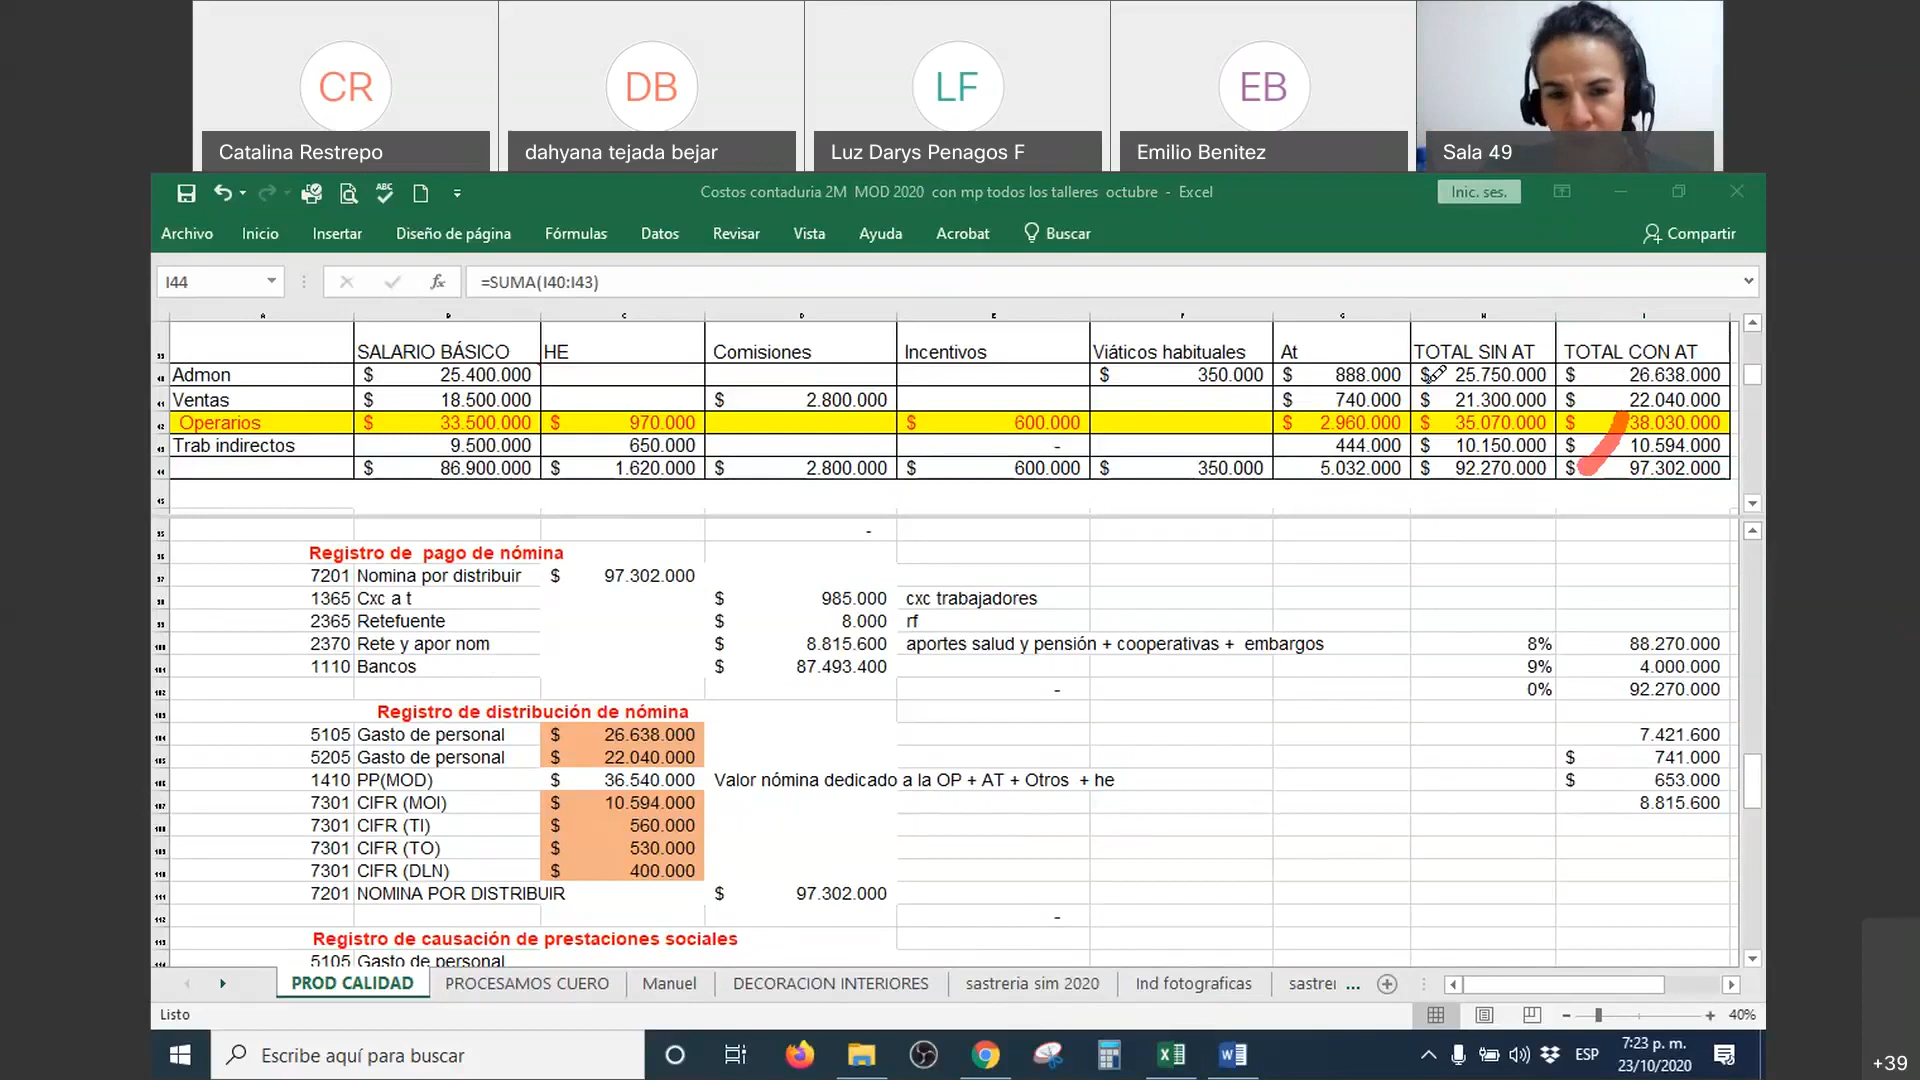 CR DB LF EB
Catalina Restrepo dahyana tejada bejar Luz Darys Penagos F Emilio Benitez Sala 49
ABC Costos contaduria 2M MOD 2020 con mp todos los talleres octubre - Excel Inic. ses.
Archivo Inicio Insertar Diseño de página Fórmulas Datos Revisar Vista Ayuda Acrobat Buscar Compartir
I44 fx =SUMA(I40:I43)
SALARIO BÁSICO HE Comisiones Incentivos Viáticos habituales At TOTAL SIN AT TOTAL CON AT
Admon $ 25.400.000 $ 350.000 $ 888.000 $ 25.750.000 $ 26.638.000
Ventas $ 18.500.000 $ 2.800.000 $ 740.000 $ 21.300.000 $ 22.040.000
Operarios $ 33.500.000 $ 970.000 $ 600.000 $ 2.960.000 $ 35.070.000 $ 38.030.000
Trab indirectos 9.500.000 650.000 - 444.000 $ 10.150.000 $ 10.594.000
$ 86.900.000 $ 1.620.000 $ 2.800.000 $ 600.000 $ 350.000 5.032.000 $ 92.270.000 $ 97.302.000
-
Registro de pago de nómina
7201 Nomina por distribuir $ 97.302.000
1365 Cxc a t $ 985.000 cxc trabajadores
2365 Retefuente $ 8.000 rf
2370 Rete y apor nom $ 8.815.600 aportes salud y pensión + cooperativas + embargos 8% 88.270.000
1110 Bancos $ 87.493.400 9% 4.000.000
- 0% 92.270.000
Registro de distribución de nómina
5105 Gasto de personal $ 26.638.000 7.421.600
5205 Gasto de personal $ 22.040.000 $ 741.000
1410 PP(MOD) $ 36.540.000 Valor nómina dedicado a la OP + AT + Otros + he $ 653.000
7301 CIFR (MOI) $ 10.594.000 8.815.600
7301 CIFR (TI) $ 560.000
7301 CIFR (TO) $ 530.000
7301 CIFR (DLN) $ 400.000
7201 NOMINA POR DISTRIBUIR $ 97.302.000
-
Registro de causación de prestaciones sociales
5105 Gasto de personal
PROD CALIDAD PROCESAMOS CUERO Manuel DECORACION INTERIORES sastreria sim 2020 Ind fotograficas sastrei ...
Listo 40%
Escribe aquí para buscar ESP 7:23 p. m.
23/10/2020
+39